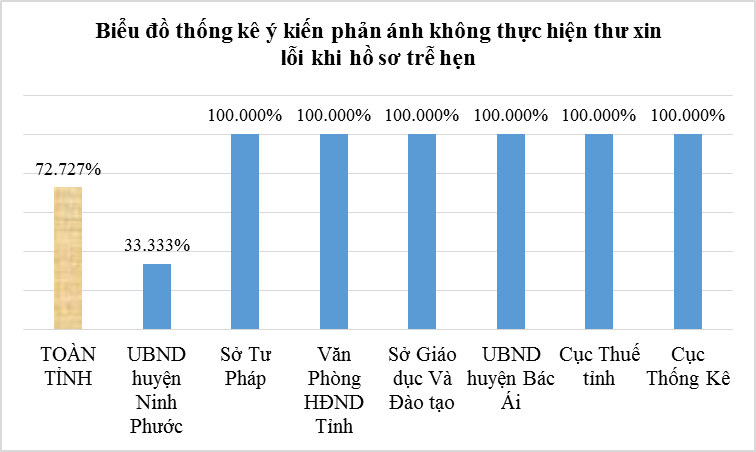 Biểu đồ thống kê ý kiến phản ánh không thực hiện thư xin
lỗi khi hồ sơ trễ hẹn
100.000% 100.000% 100.000% 100.000% 100.000% 100.000%
72.727%
33.333%
TOÀN
TỈNH
UBND
huyện
Ninh
Phước
Sở Tư
Pháp
Văn
Phòng
HĐND
Tỉnh
Sở Giáo
dục Và
Đào tạo
UBND
huyện Bác
Ái
Cục Thuế
tỉnh
Cục
Thống Kê